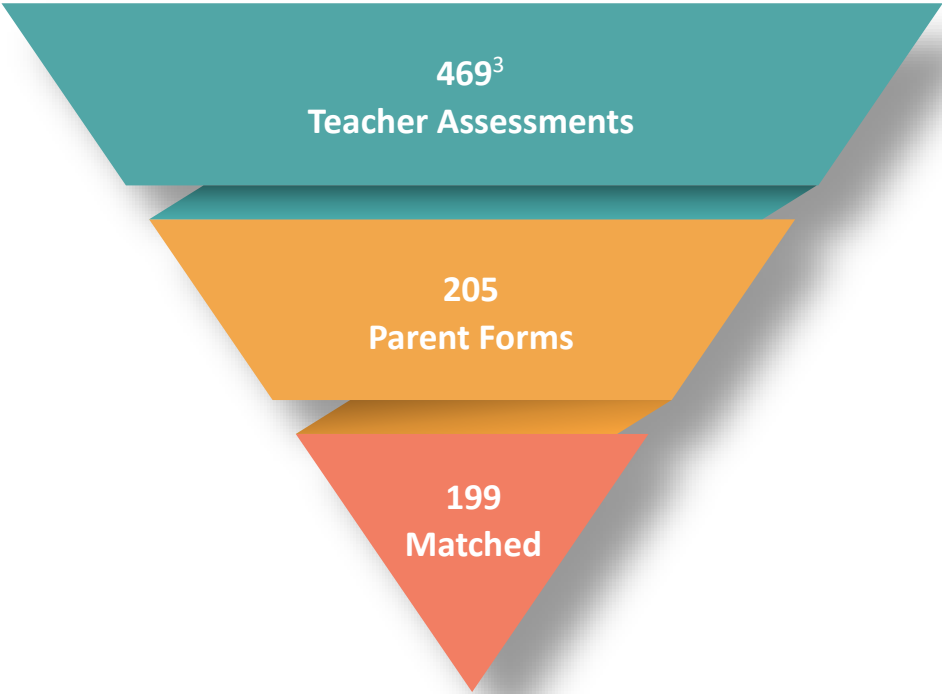 469³
Teacher Assessments
205
Parent Forms
199
Matched